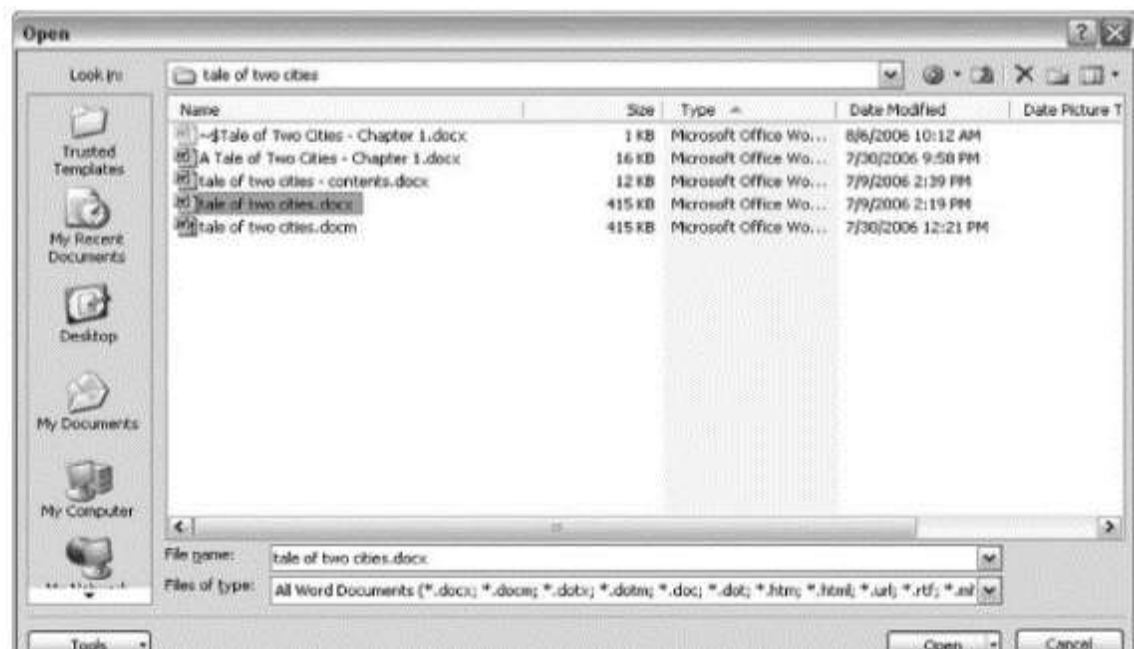 Open
Look in:
tale of two cities
Name Size Type Date Modified Date Picture T
~$Tale of Two Cities - Chapter 1.docx 1 KB Microsoft Office Wo... 8/6/2006 10:12 AM
A Tale of Two Cities - Chapter 1.docx 16 KB Microsoft Office Wo... 7/30/2006 9:58 PM
tale of two cities - contents.docx 12 KB Microsoft Office Wo... 7/9/2006 2:39 PM
tale of two cities.docx 415 KB Microsoft Office Wo... 7/9/2006 2:19 PM
tale of two cities.docm 415 KB Microsoft Office Wo... 7/30/2006 12:21 PM
Trusted
Templates
My Recent
Documents
Desktop
My Documents
My Computer
File name: tale of two cities.docx
Files of type: All Word Documents (*.docx; *.docm; *.dotx; *.dotm; *.doc; *.dot; *.htm; *.html; *.url; *.rtf;
Tools Open Cancel